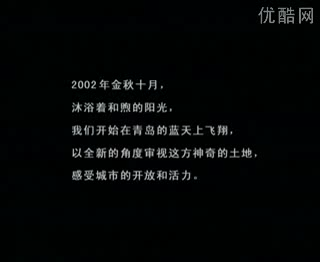 优酷网
2002年金秋十月，
沐浴着和煦的阳光，
我们开始在青岛的蓝天上飞翔，
以全新的角度审视这方神奇的土地，
感受城市的开放和活力。